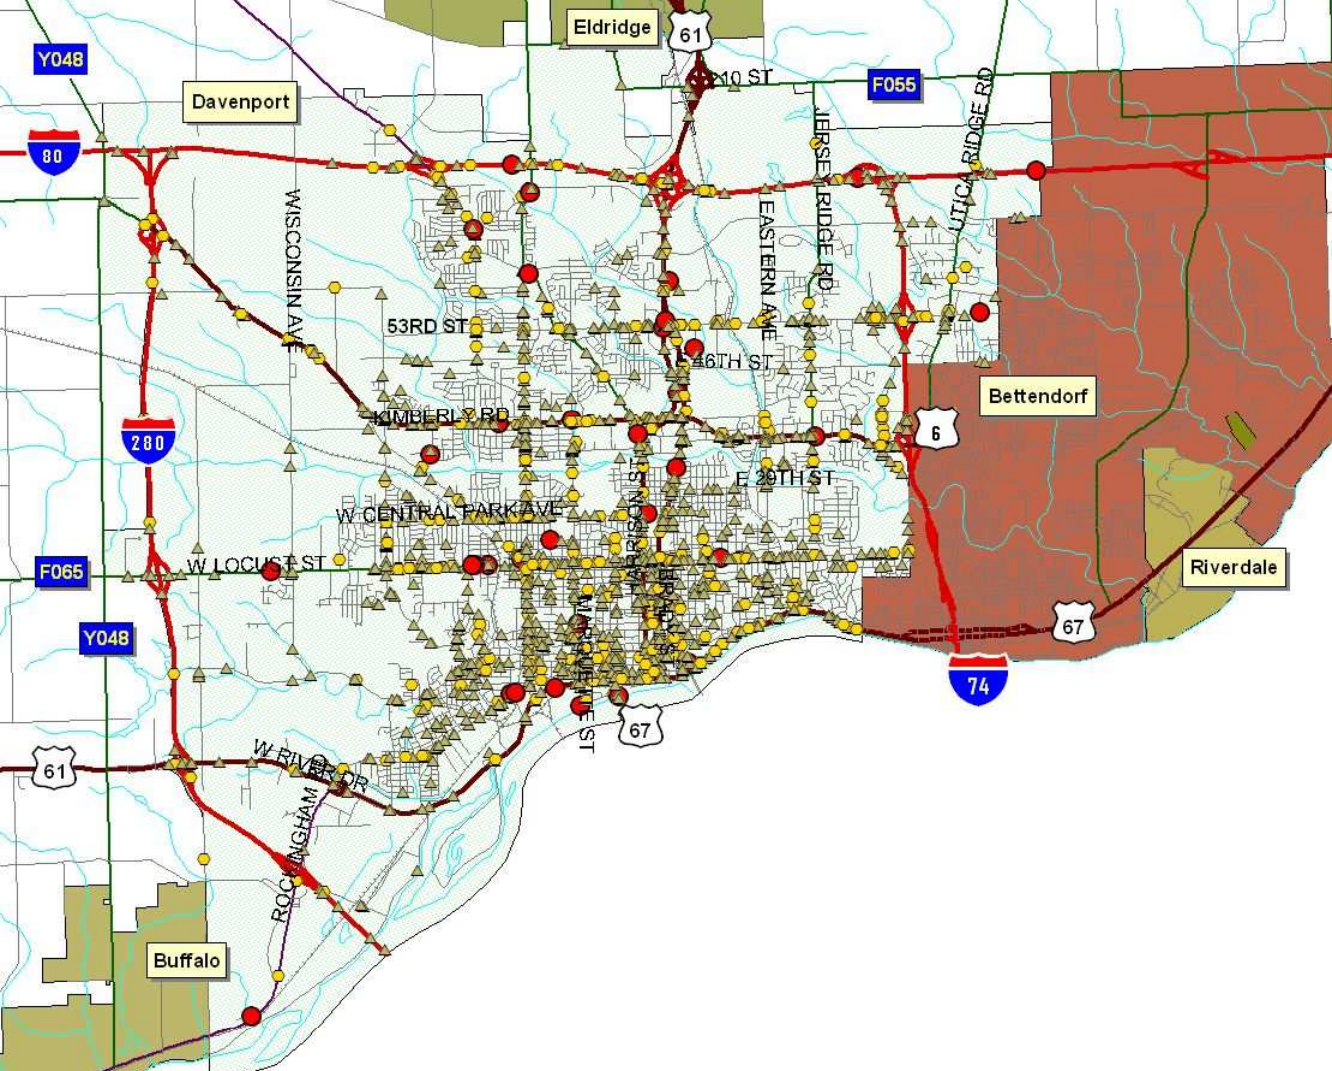 Eldridge
61
Y048
210 ST
F055
Davenport
80
JERSEY RIDGE RD
UTICA RIDGE RD
WISCONSIN AVE
EASTERN AVE
53RD ST
E 46TH ST
Bettendorf
KIMBERLY RD
6
280
E 29TH ST
W CENTRAL PARK AVE
HARRISON ST
F065
W LOCUST ST
Riverdale
BRADY ST
MARQUETTE ST
67
Y048
74
67
61
W RIVER DR
ROCKINGHAM
Buffalo